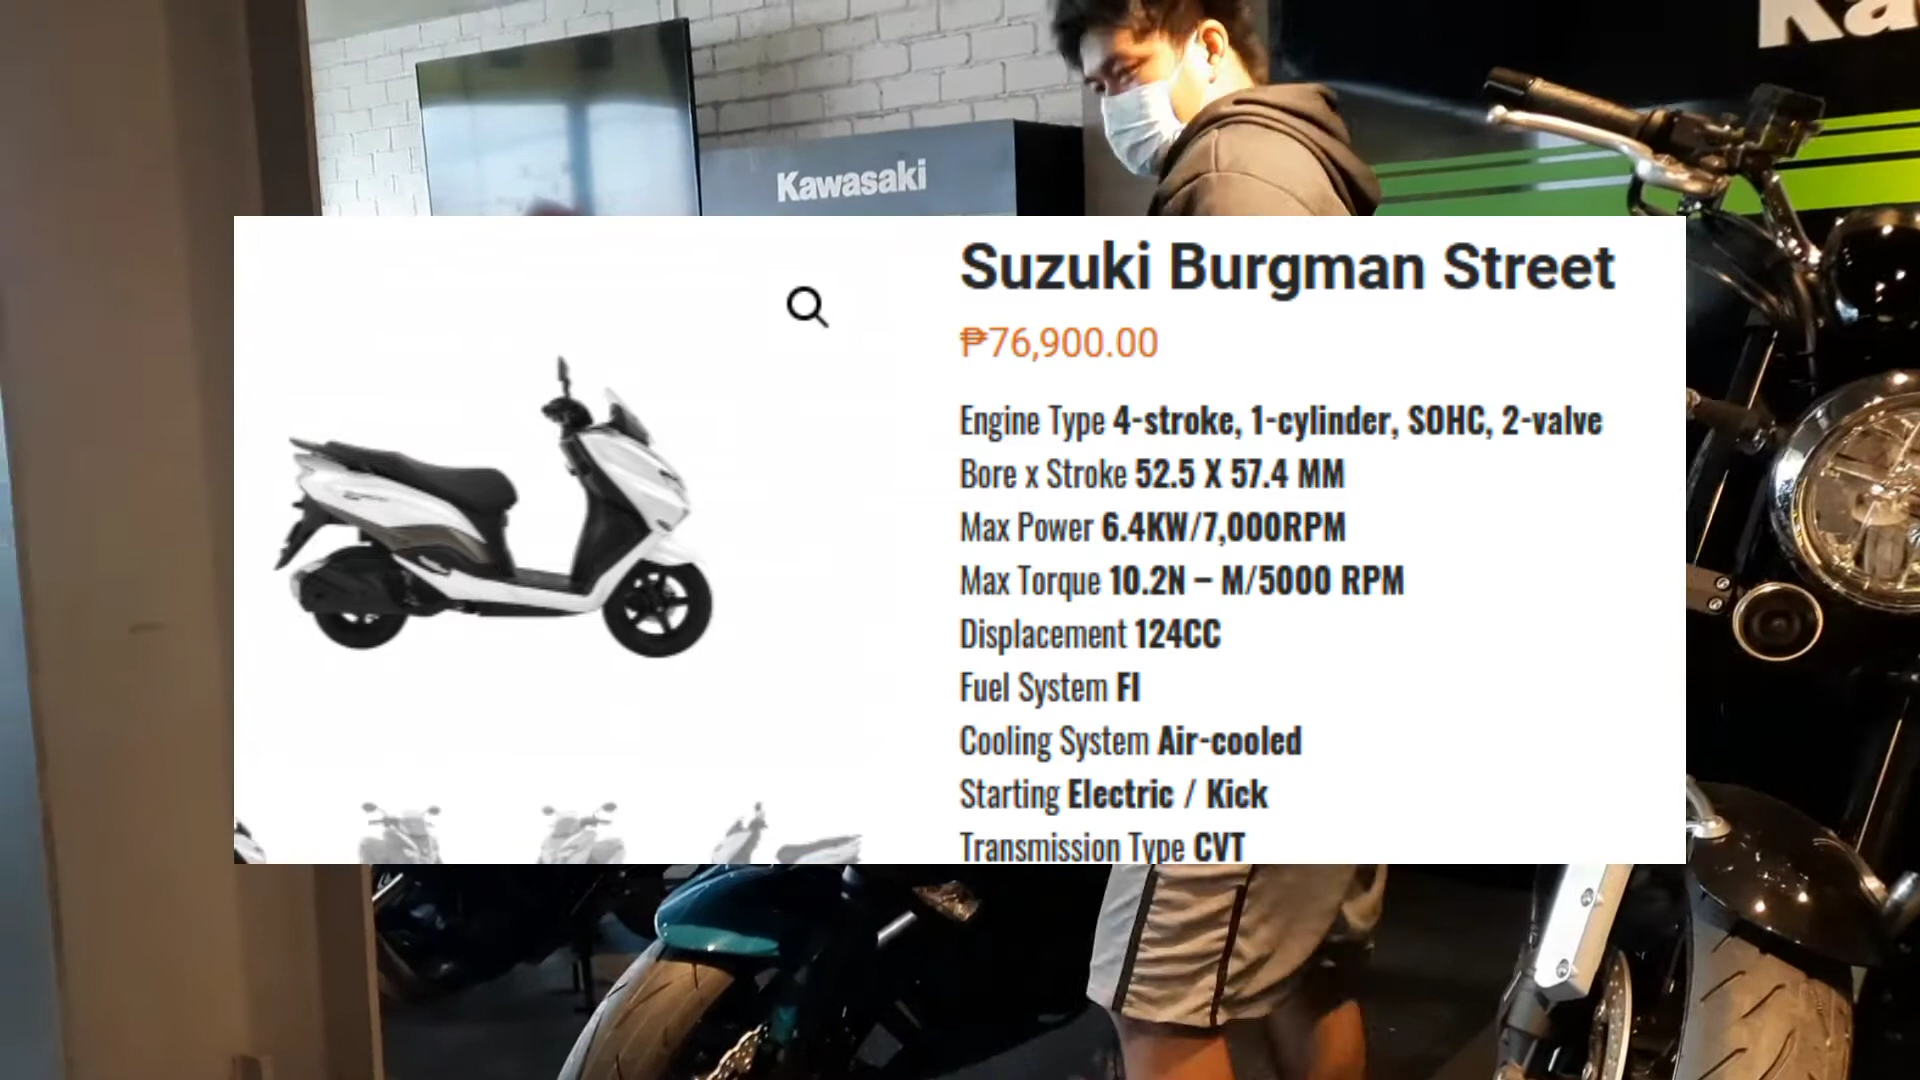 Ka
Kawasaki
Suzuki Burgman Street
₱76,900.00
Engine Type 4-stroke, 1-cylinder, SOHC, 2-valve
Bore x Stroke 52.5 X 57.4 MM
Max Power 6.4KW/7,000RPM
Max Torque 10.2N – M/5000 RPM
Displacement 124CC
Fuel System FI
Cooling System Air-cooled
Starting Electric / Kick
Transmission Type CVT